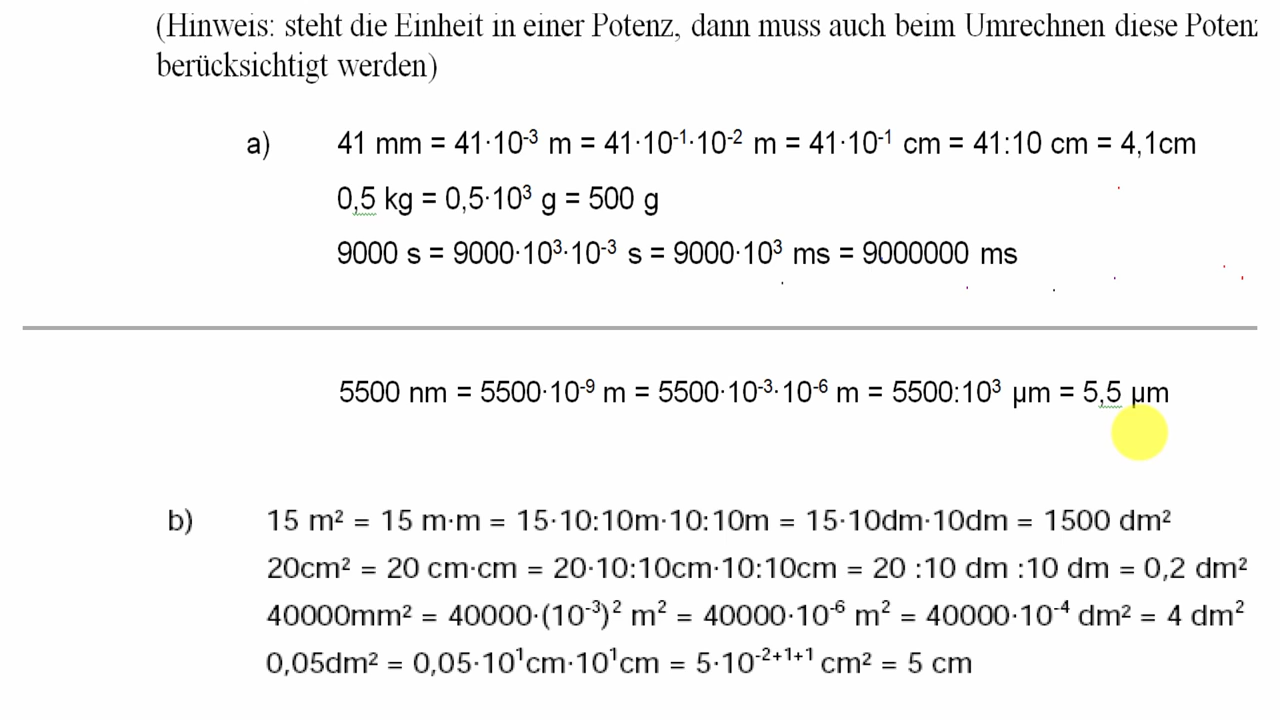 (Hinweis: steht die Einheit in einer Potenz, dann muss auch beim Umrechnen diese Poten
berücksichtigt werden)
a) 41 mm = 41·10⁻³ m = 41·10⁻¹·10⁻² m = 41·10⁻¹ cm = 41:10 cm = 4,1cm
0,5 kg = 0,5·10³ g = 500 g
9000 s = 9000·10³·10⁻³ s = 9000·10³ ms = 9000000 ms
5500 nm = 5500·10⁻⁹ m = 5500·10⁻³·10⁻⁶ m = 5500:10³ µm = 5,5 µm
b) 15 m² = 15 m·m = 15·10:10m·10:10m = 15·10dm·10dm = 1500 dm²
20cm² = 20 cm·cm = 20·10:10cm·10:10cm = 20 :10 dm :10 dm = 0,2 dm²
40000mm² = 40000·(10⁻³)² m² = 40000·10⁻⁶ m² = 40000·10⁻⁴ dm² = 4 dm²
0,05dm² = 0,05·10¹cm·10¹cm = 5·10⁻²⁺¹⁺¹ cm² = 5 cm